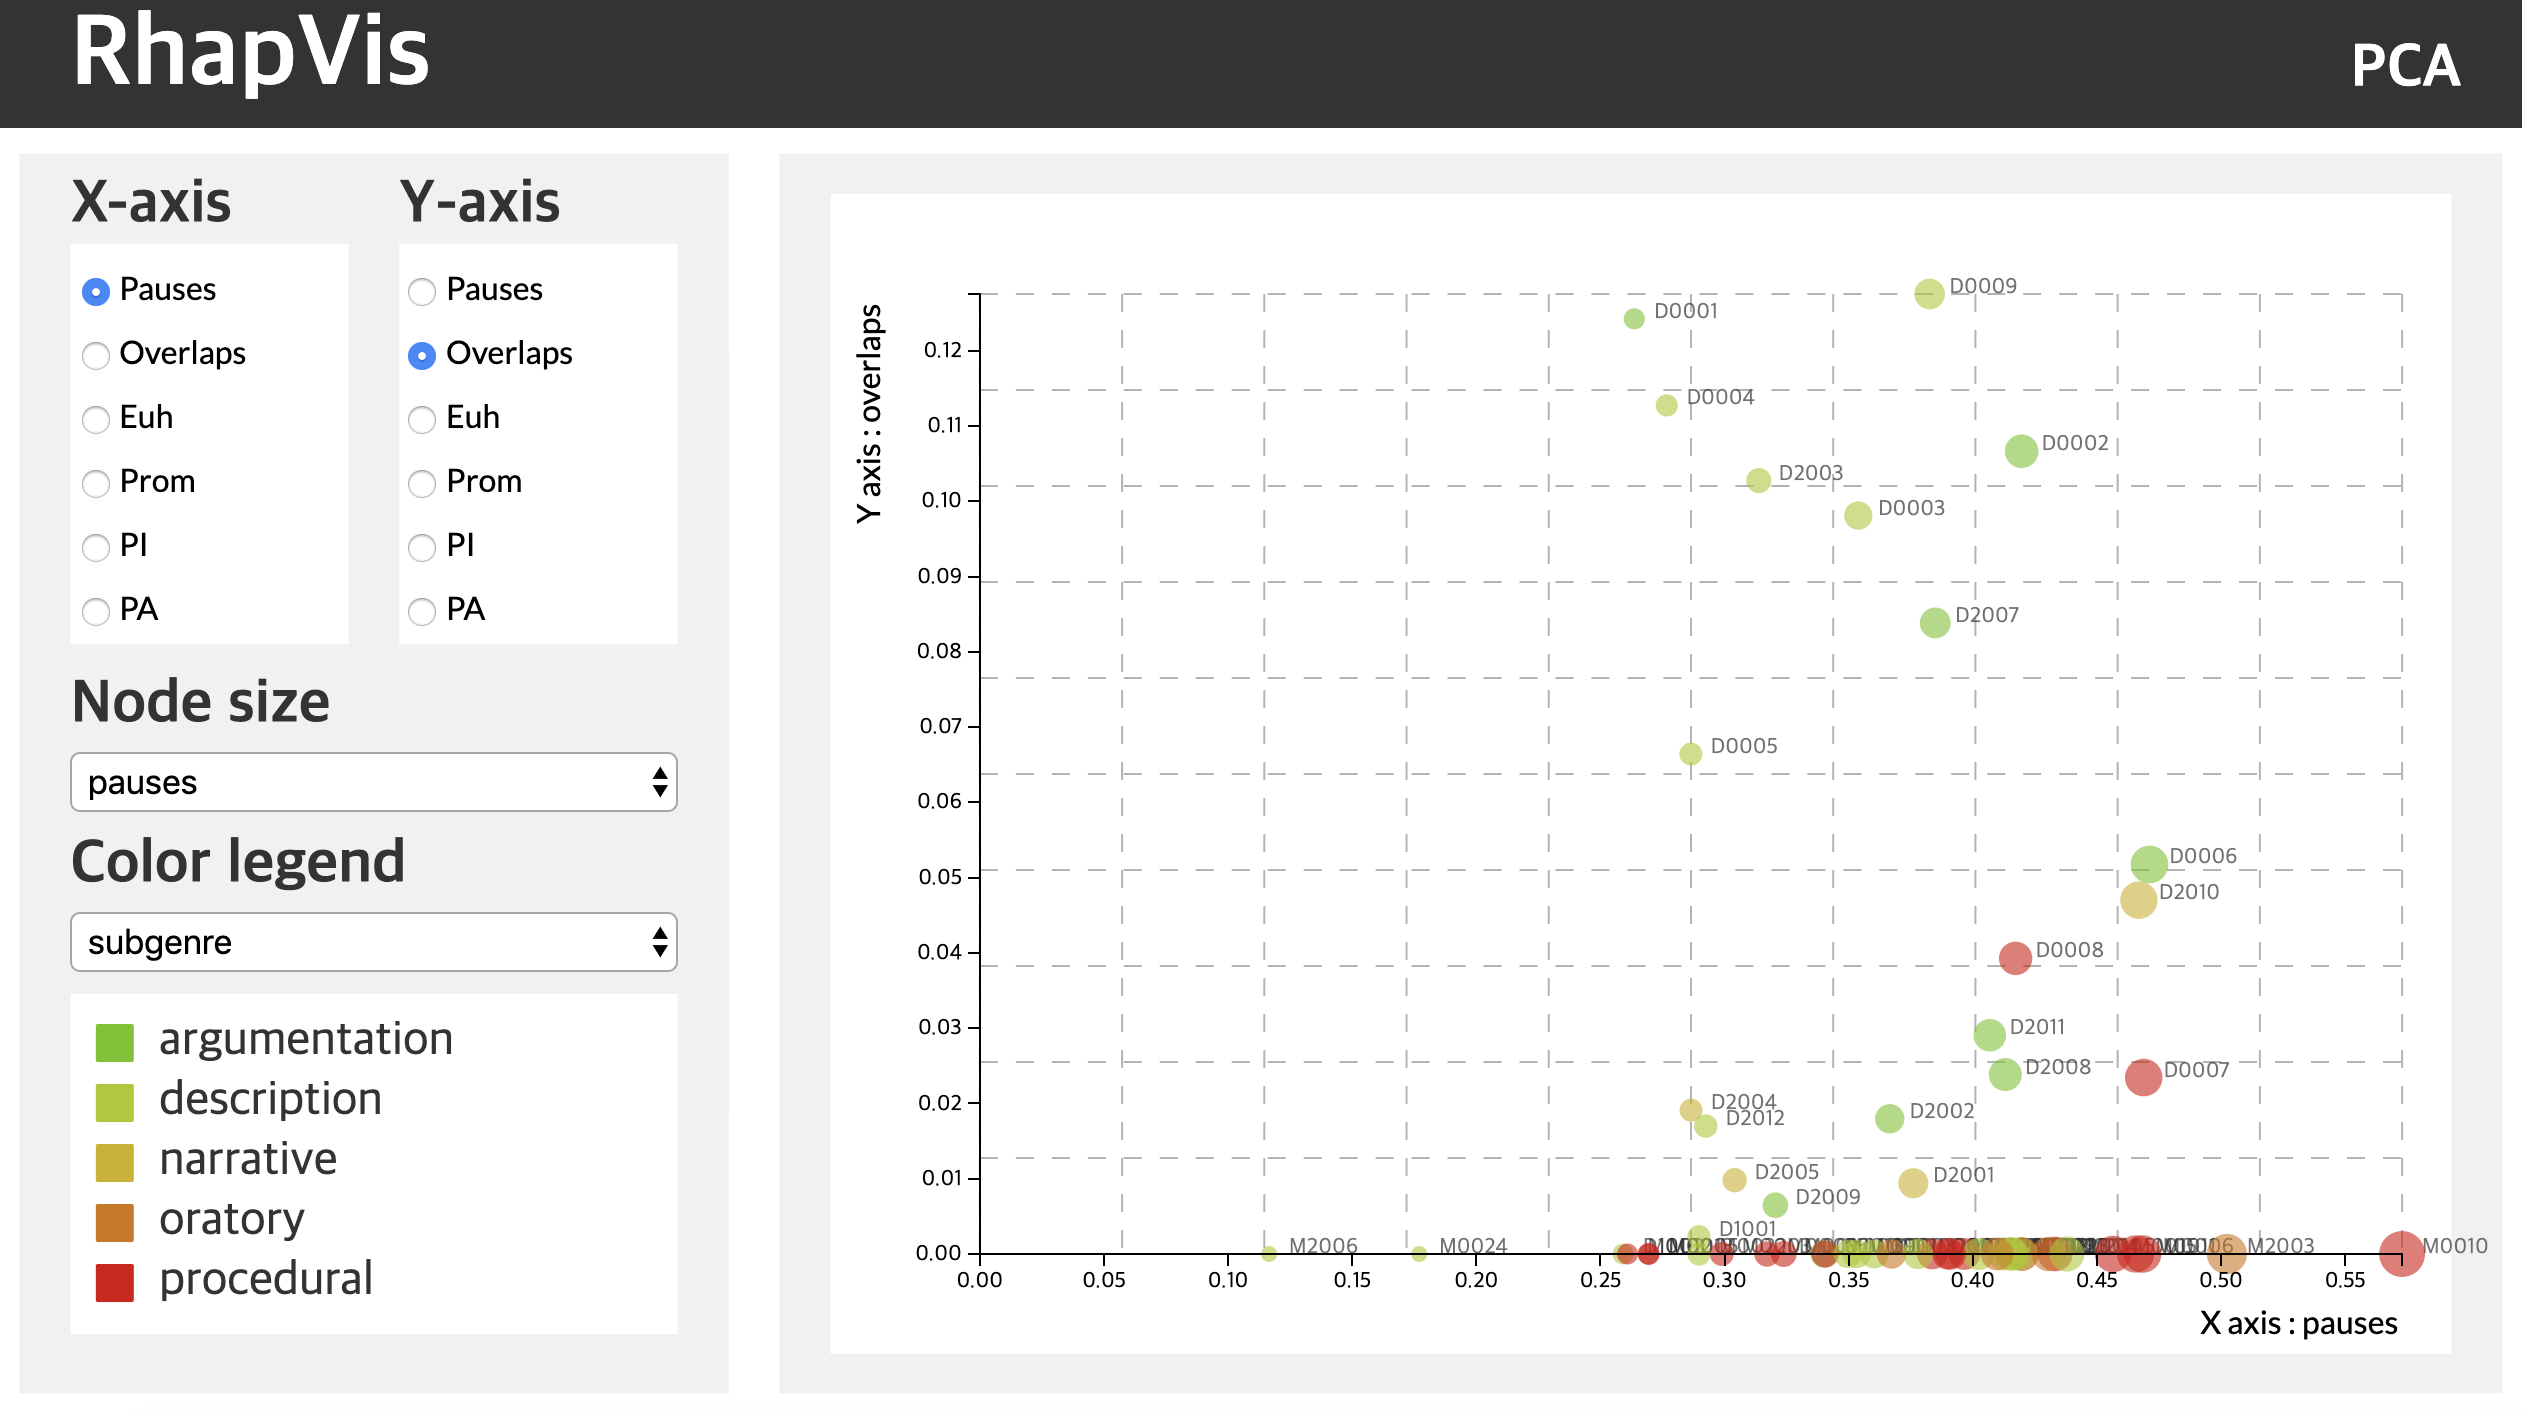 RhapVis
PCA
X-axis
Y-axis
Pauses
Overlaps
Euh
Prom
PI
PA
Pauses
Overlaps
Euh
Prom
PI
PA
Node size
pauses
Color legend
subgenre
argumentation
description
narrative
oratory
procedural
Y axis : overlaps
0.12
0.11
0.10
0.09
0.08
0.07
0.06
0.05
0.04
0.03
0.02
0.01
0.00
D0009
D0001
D0004
D0002
D2003
D0003
D2007
D0005
D0006
D2010
D0008
D2011
D2008
D0007
D2004
D2012
D2002
D2005
D2001
D2009
D1001
M2006
M0024
M2003
M0010
0.00
0.05
0.10
0.15
0.20
0.25
0.30
0.35
0.40
0.45
0.50
0.55
X axis : pauses